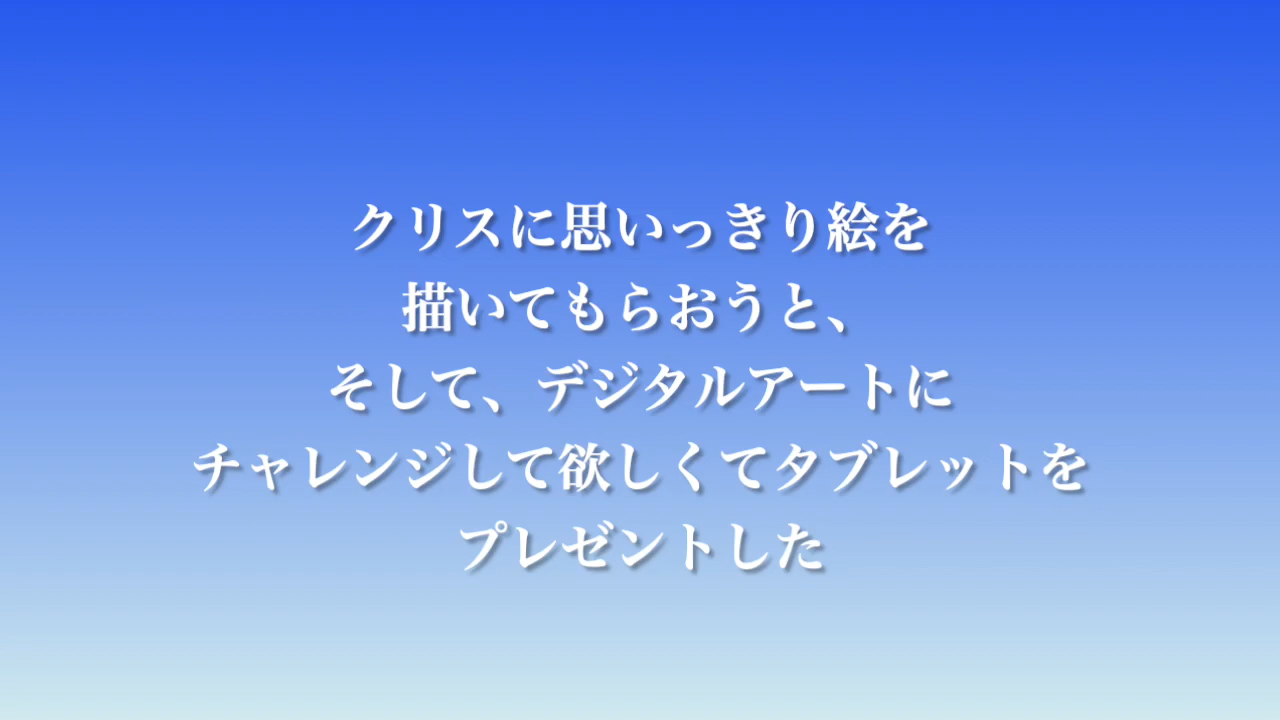 クリスに思いっきり絵を
描いてもらおうと、
そして、デジタルアートに
チャレンジして欲しくてタブレットを
プレゼントした